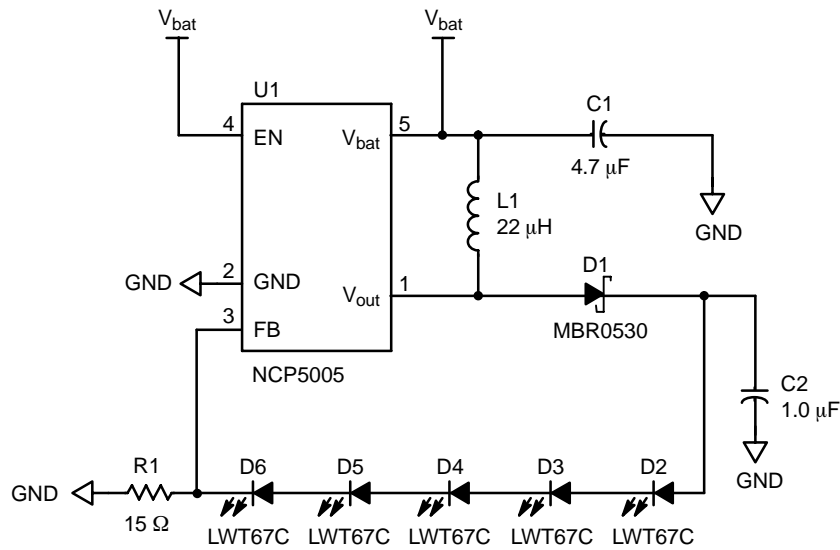 Vbat
Vbat
U1
4
EN
Vbat
5
C1
4.7 μF
GND
L1
22 μH
GND
2
GND
Vout
1
D1
MBR0530
3
FB
NCP5005
C2
1.0 μF
GND
GND
R1
15 Ω
D6
D5
D4
D3
D2
LWT67C
LWT67C
LWT67C
LWT67C
LWT67C